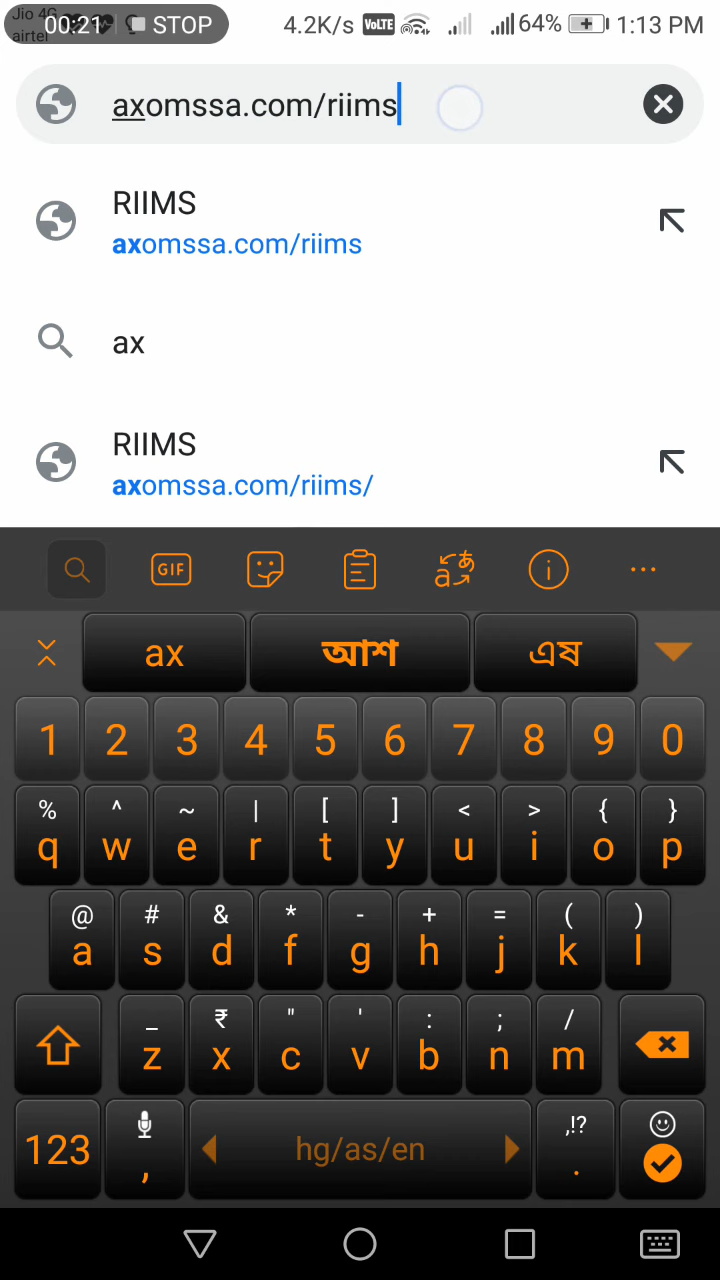 Jio 4G
airtel
00:21 STOP 4.2K/s VoLTE 64% 1:13 PM
axomssa.com/riims
RIIMS
axomssa.com/riims
ax
RIIMS
axomssa.com/riims/
GIF
ax আশ এষ
1 2 3 4 5 6 7 8 9 0
% ^ ~ | [ ] < > { }
q w e r t y u i o p
@ # & * - + = ( )
a s d f g h j k l
_ ₹ " ' : ; /
z x c v b n m
123 , hg/as/en ,!? .